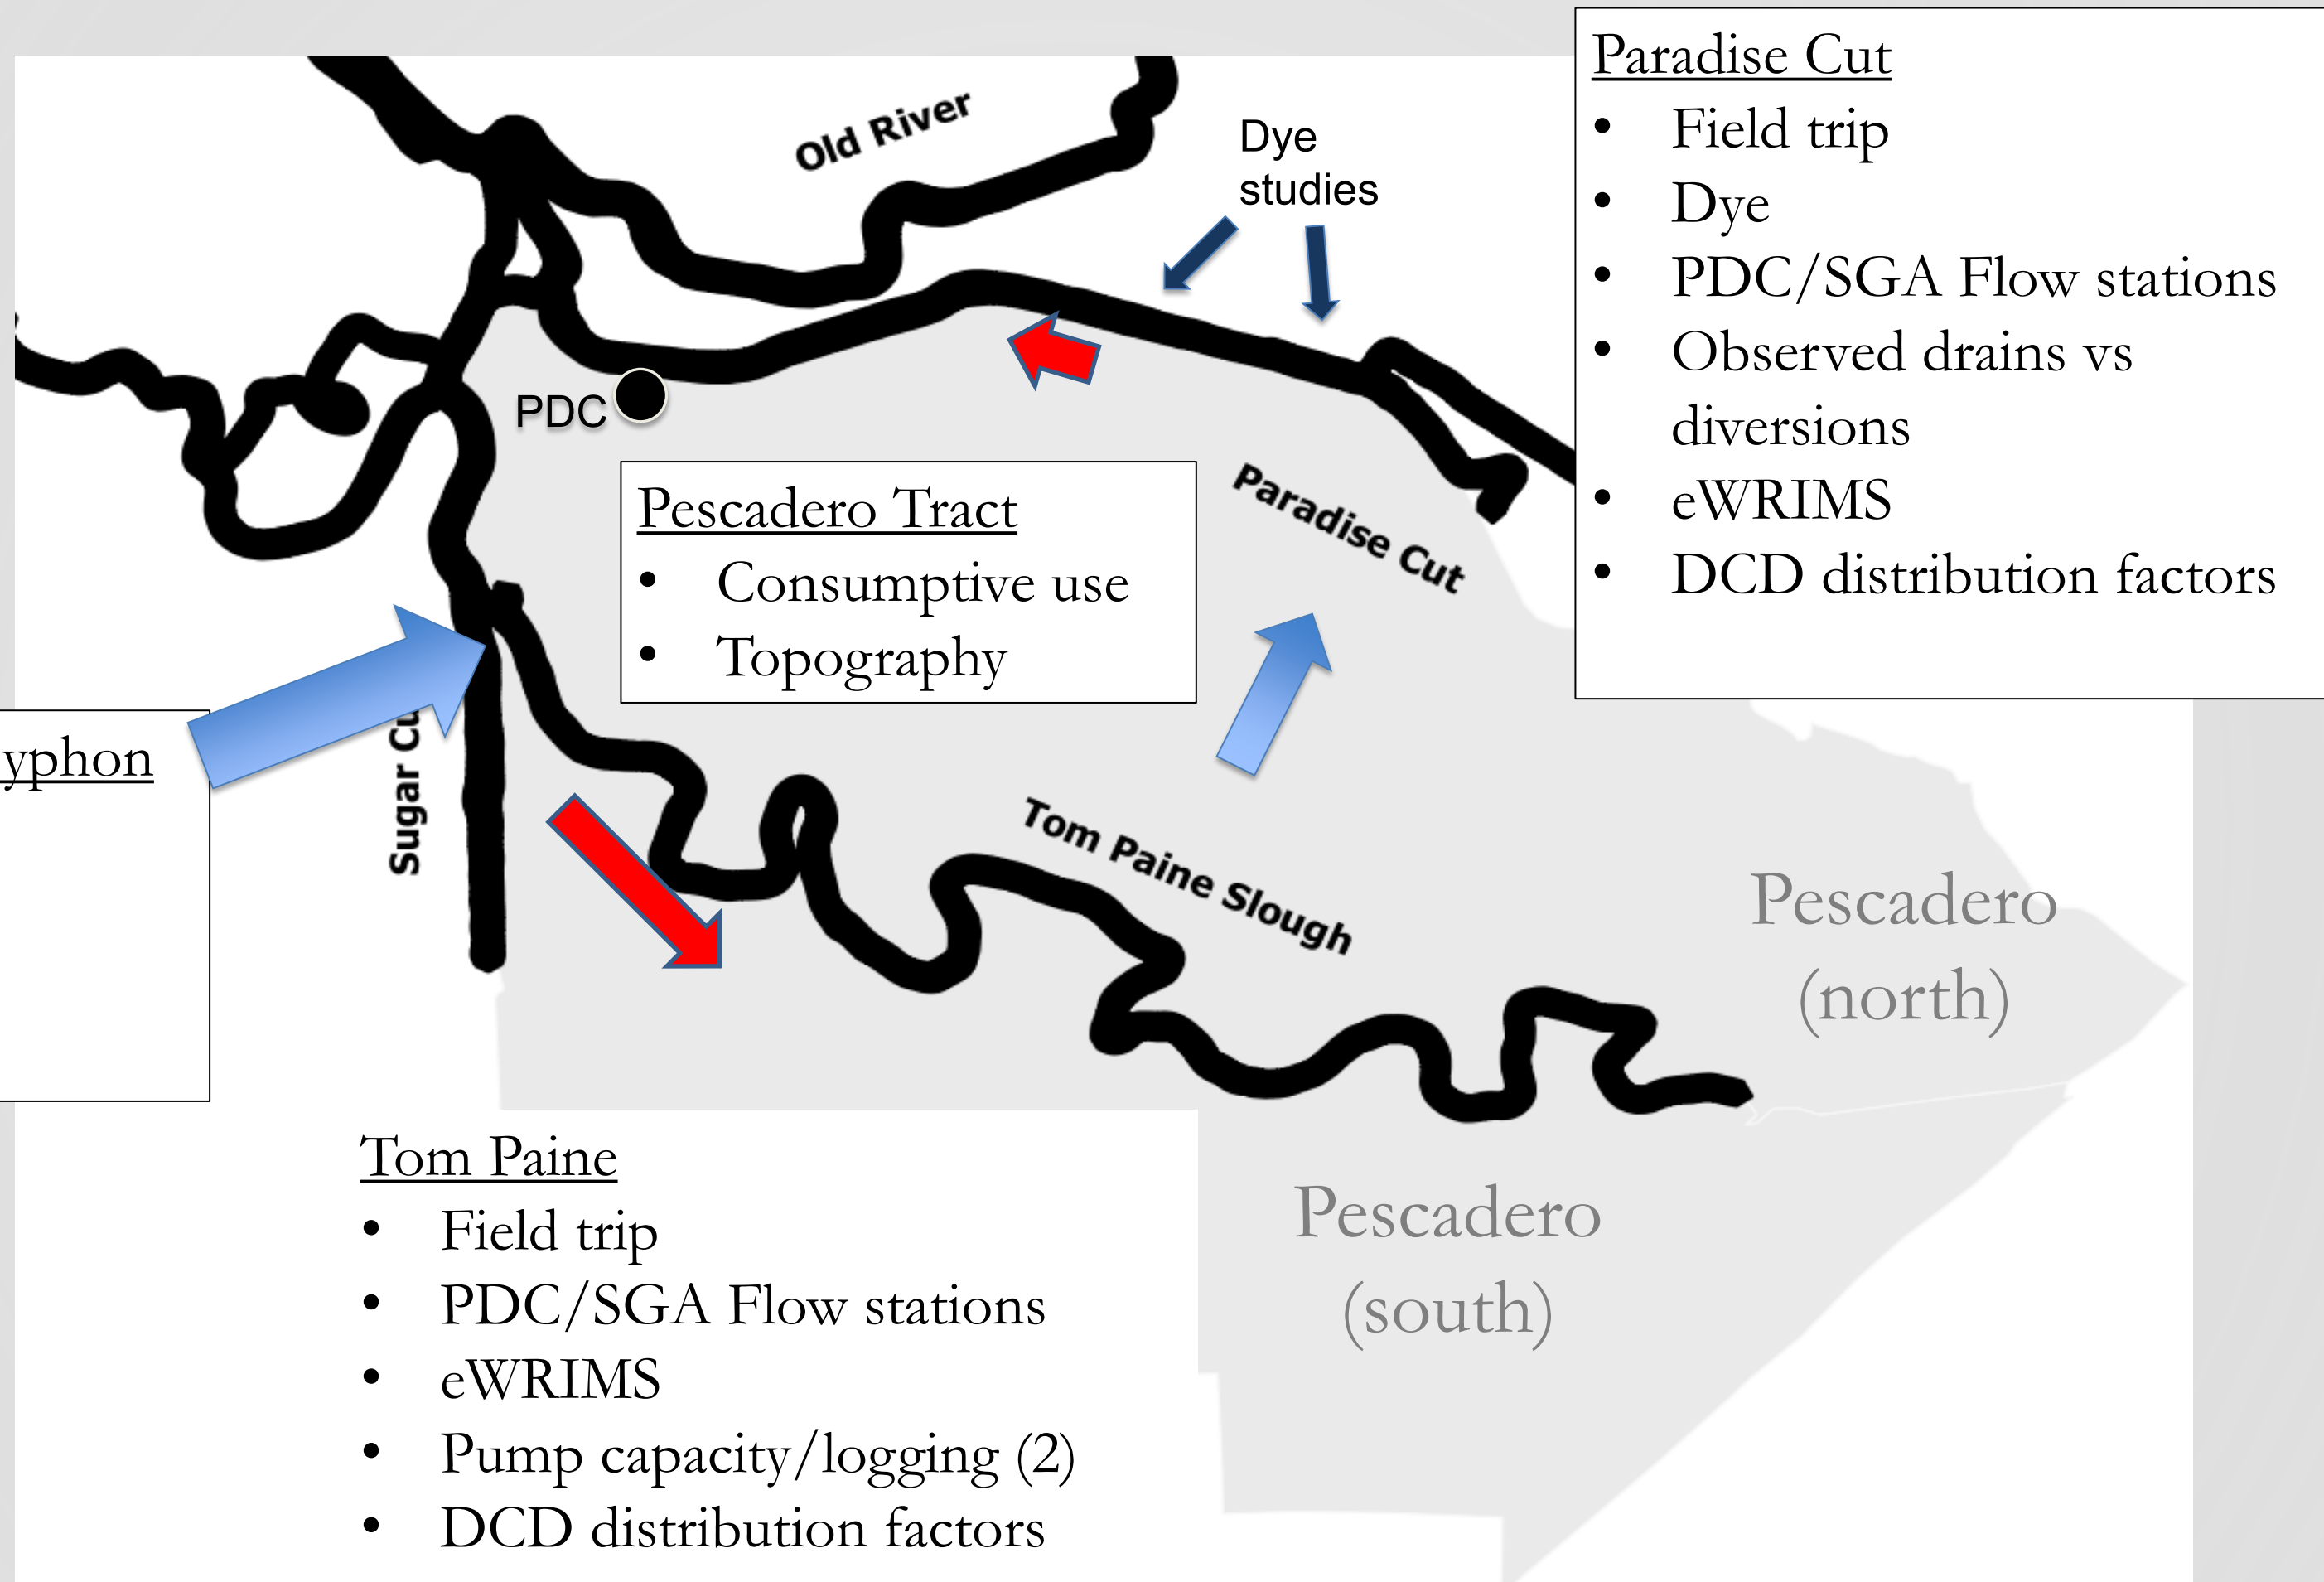 Paradise Cut
• Field trip
• Dye
• PDC/SGA Flow stations
• Observed drains vs
diversions
• eWRIMS
• DCD distribution factors
Old River
Dye
studies
PDC
Pescadero Tract
• Consumptive use
• Topography
Paradise Cut
yphon
Sugar Cu
Tom Paine Slough
Pescadero
(north)
Pescadero
(south)
Tom Paine
• Field trip
• PDC/SGA Flow stations
• eWRIMS
• Pump capacity/logging (2)
• DCD distribution factors